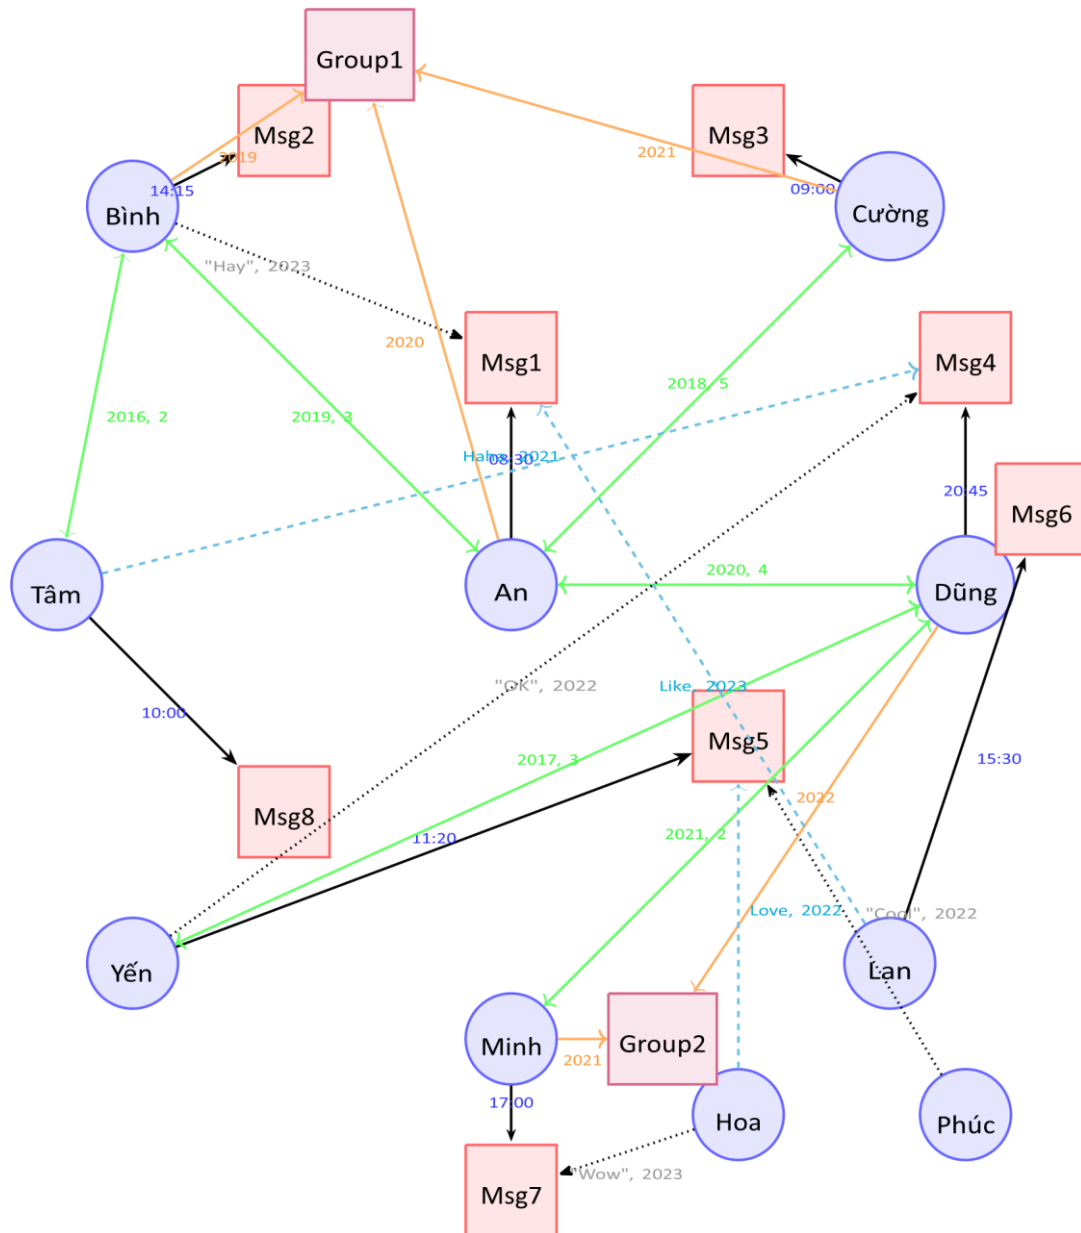 Group1
Msg2
Msg3
2019
2021
14:15
09:00
Bình
Cường
"Hay", 2023
2020
Msg1
Msg4
2018, 5
2016, 2
2019, 3
Haha, 2021
08:30
20:45
Msg6
Tâm
An
2020, 4
Dũng
"OK", 2022
Like, 2023
10:00
Msg5
2017, 3
15:30
2022
Msg8
11:20
2021, 2
Love, 2022
"Cool", 2022
Yến
Lan
Minh
2021
Group2
17:00
Hoa
Phúc
"Wow", 2023
Msg7